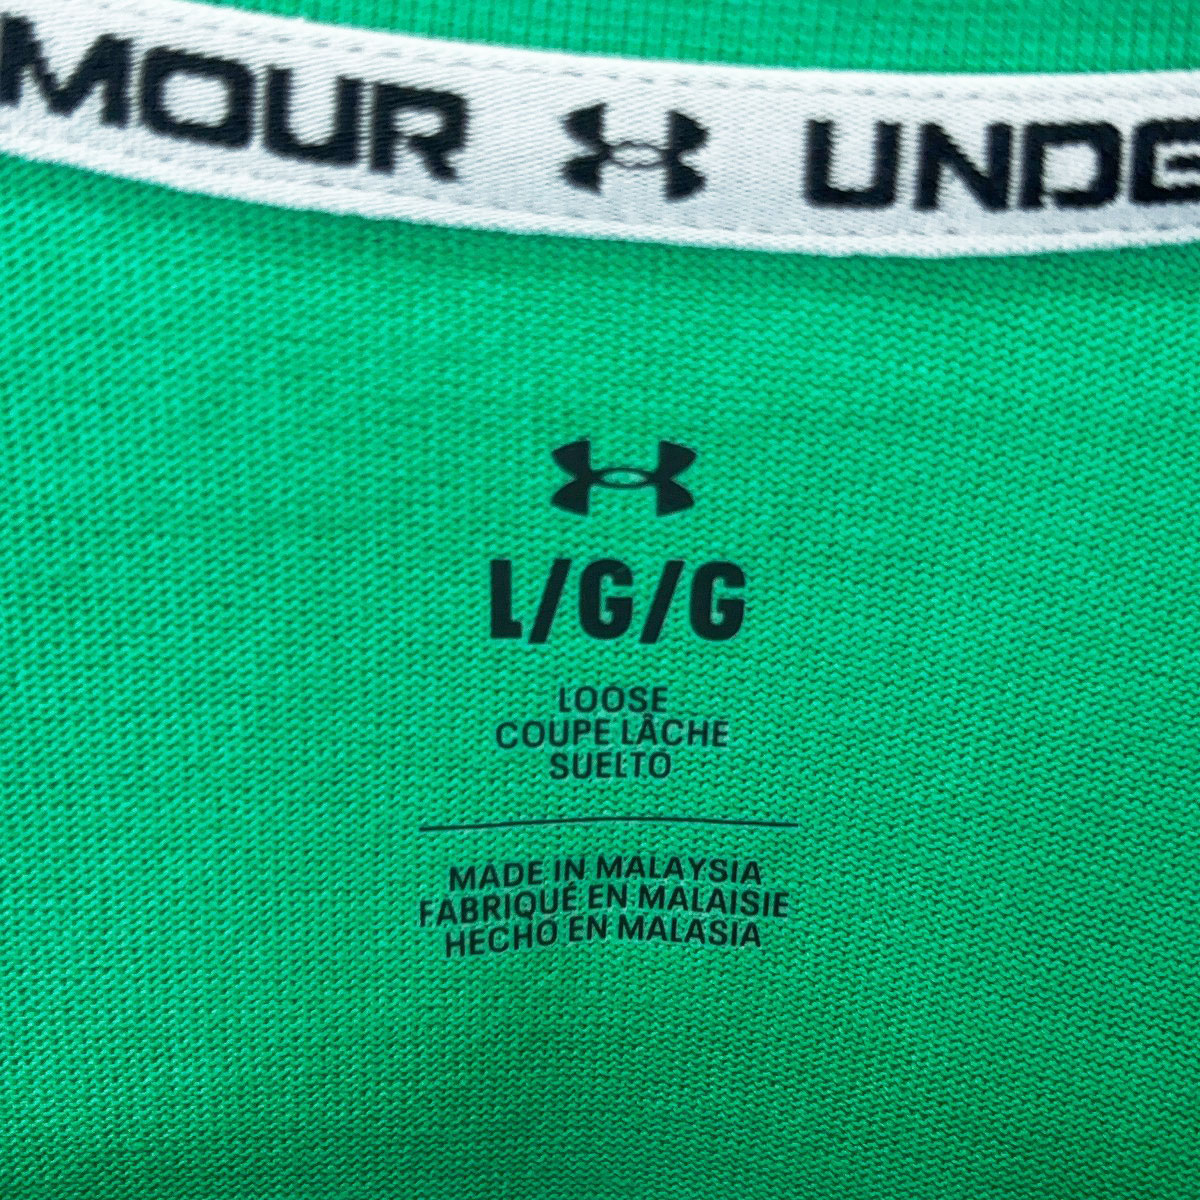 MOUR UNDE
L/G/G
LOOSE
COUPE LÂCHE
SUELTO
MADE IN MALAYSIA
FABRIQUÉ EN MALAISIE
HECHO EN MALASIA